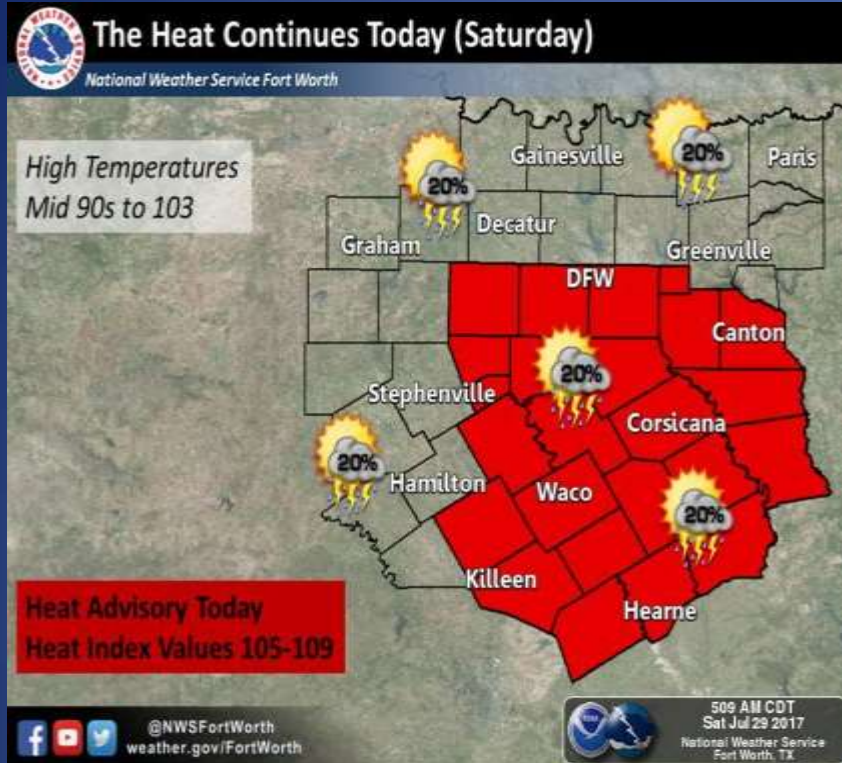 The Heat Continues Today (Saturday)
National Weather Service Fort Worth
High Temperatures
Mid 90s to 103
20%
Gainesville
20%
Paris
Graham
Decatur
Greenville
DFW
Canton
20%
Stephenville
Corsicana
20%
Hamilton
Waco
20%
Killeen
Hearne
Heat Advisory Today
Heat Index Values 105-109
@NWSFortWorth
weather.gov/FortWorth
509 AM CDT
Sat Jul 29 2017
National Weather Service
Fort Worth, TX